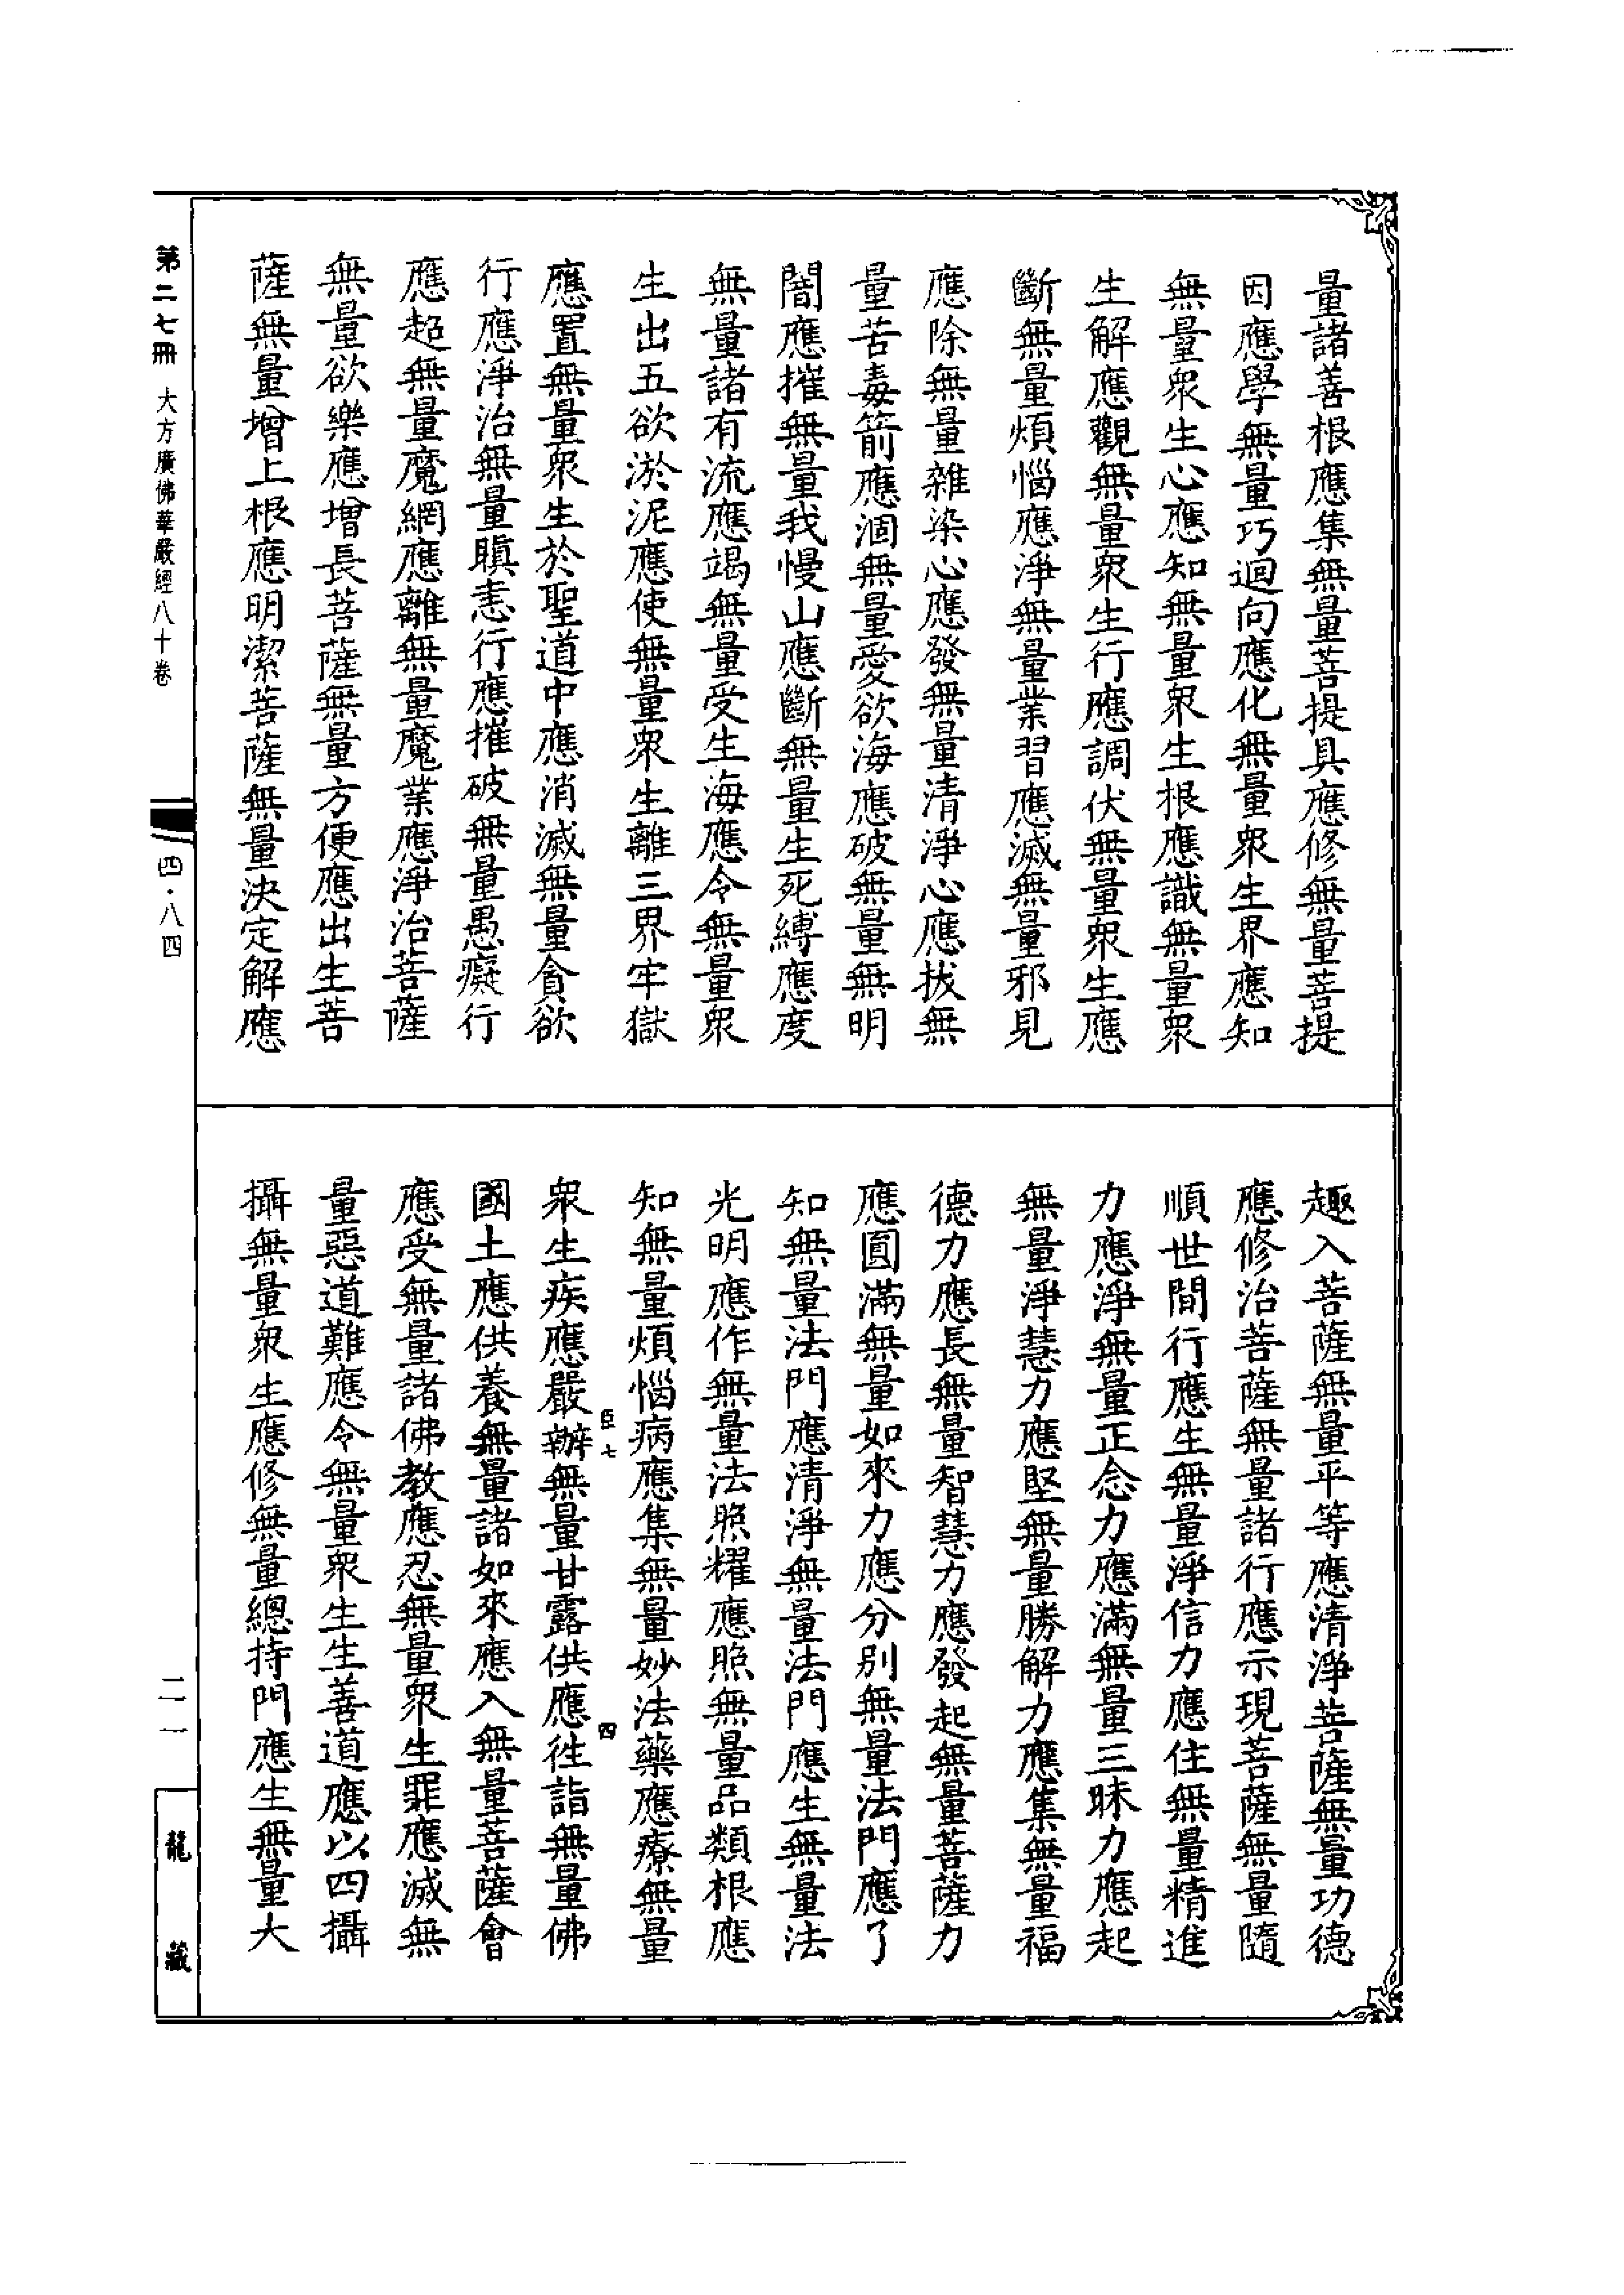 量諸善根應集無量菩提具應修無量菩提
因應學無量巧迴向應化無量衆生界應知
無量衆生心應知無量衆生根應識無量衆
生解應觀無量衆生行應調伏無量衆生應
斷無量煩惱應淨無量業習應滅無量邪見
應除無量雜染心應發無量清淨心應拔無
量苦毒箭應涸無量愛欲海應破無量無明
闇應摧無量我慢山應斷無量生死縛應度
無量諸有流應竭無量受生海應令無量衆
生出五欲淤泥應使無量衆生離三界牢獄
應置無量衆生於聖道中應消滅無量貪欲
行應淨治無量瞋恚行應摧破無量愚癡行
應超無量魔網應離無量魔業應淨治菩薩
無量欲樂應增長菩薩無量方便應出生菩
薩無量增上根應明潔菩薩無量決定解應
趣入菩薩無量平等應清淨菩薩無量功德
應修治菩薩無量諸行應示現菩薩無量隨
順世間行應生無量淨信力應住無量精進
力應淨無量正念力應滿無量三昧力應起
無量淨慧力應堅無量勝解力應集無量福
德力應長無量智慧力應發起無量菩薩力
應圓滿無量如來力應分別無量法門應了
知無量法門應清淨無量法門應生無量法
光明應作無量法照耀應照無量品類根應
知無量煩惱病應集無量妙法藥應療無量
臣七 四
衆生疾應嚴辦無量甘露供應往詣無量佛
國土應供養無量諸如來應入無量菩薩會
應受無量諸佛教應忍無量衆生罪應滅無
量惡道難應令無量衆生生善道應以四攝
攝無量衆生應修無量總持門應生無量大
第二七冊 大方廣佛華嚴經八十卷 四·八四 二一一 龍藏